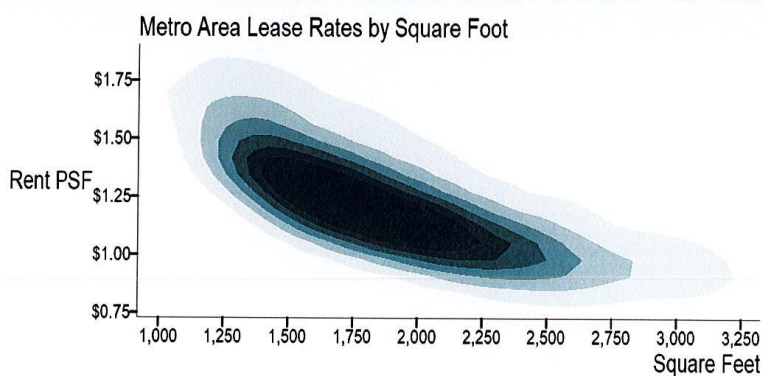 Metro Area Lease Rates by Square Foot
$1.75
$1.50
Rent PSF
$1.25
$1.00
$0.75
1,000 1,250 1,500 1,750 2,000 2,250 2,500 2,750 3,000 3,250
Square Feet